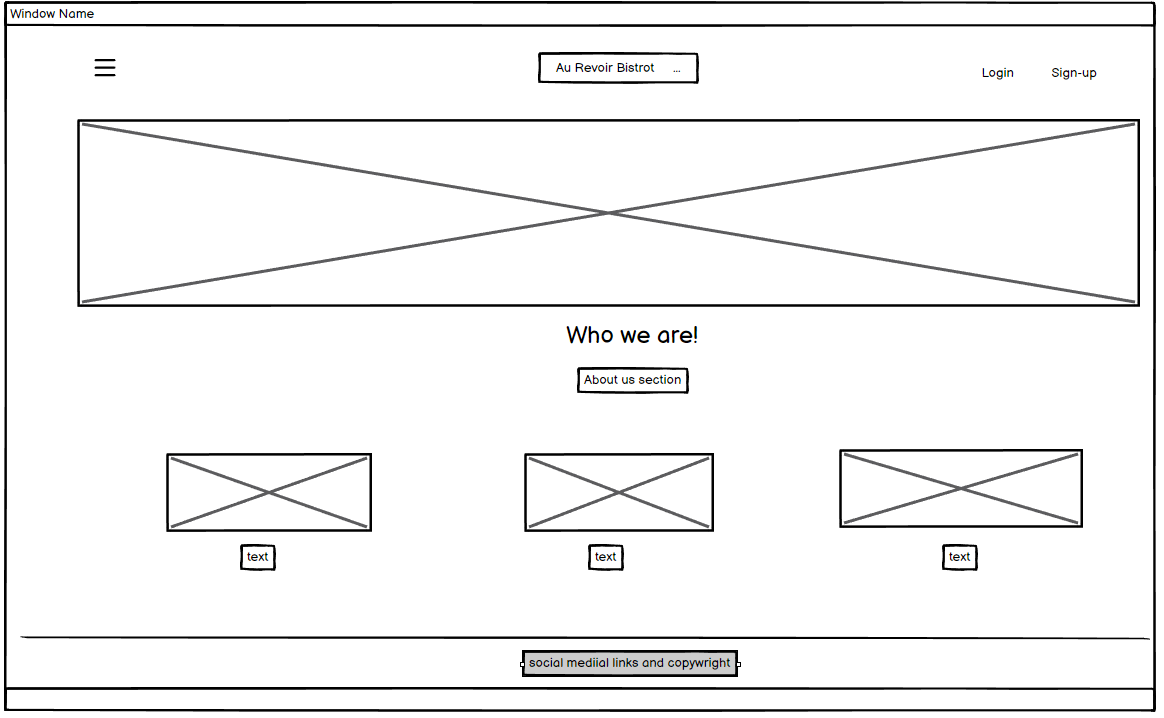 Window Name
Au Revoir Bistrot ...
Login Sign-up
Who we are!
About us section
text text text
social mediial links and copywright